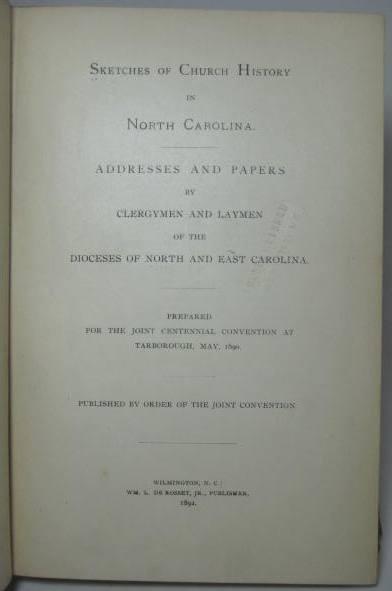 SKETCHES OF CHURCH HISTORY
IN
NORTH CAROLINA.
ADDRESSES AND PAPERS
BY
CLERGYMEN AND LAYMEN
OF THE
DIOCESES OF NORTH AND EAST CAROLINA.
PREPARED
FOR THE JOINT CENTENNIAL CONVENTION AT
TARBOROUGH, MAY, 1890.
PUBLISHED BY ORDER OF THE JOINT CONVENTION
WILMINGTON, N. C.:
WM. L. DE ROSSET, JR., PUBLISHER.
1892.